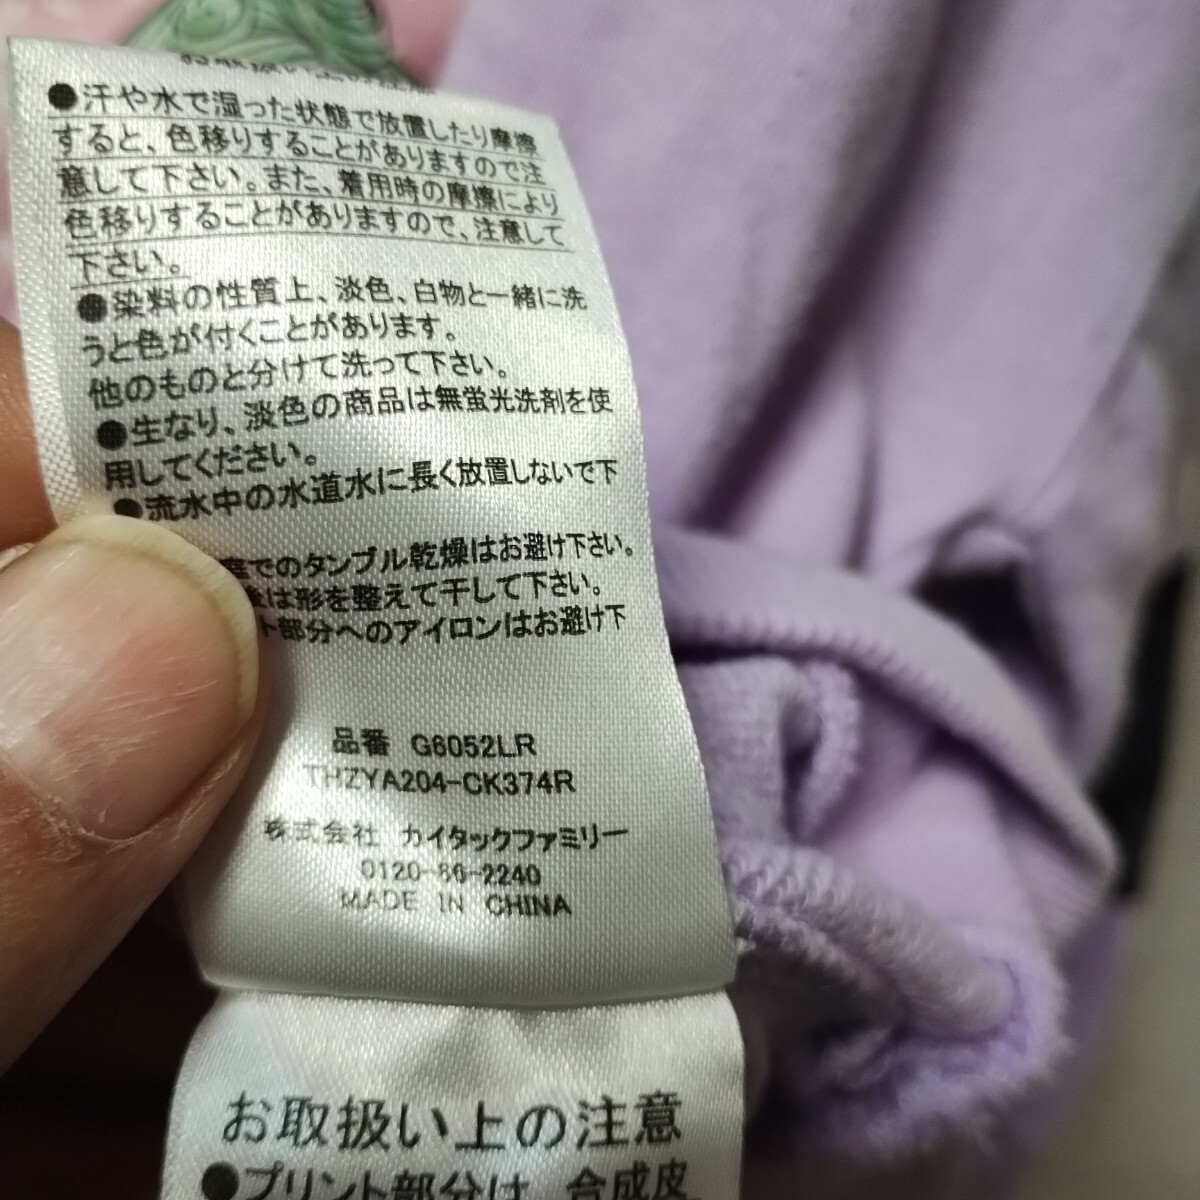 お取扱い上の注意
●汗や水で湿った状態で放置したり摩擦
すると、色移りすることがありますので注
意して下さい。また、着用時の摩擦により
色移りすることがありますので、注意して
下さい。
●染料の性質上、淡色、白物と一緒に洗
うと色が付くことがあります。
他のものと分けて洗って下さい。
●生なり、淡色の商品は無蛍光洗剤を使
用してください。
●流水中の水道水に長く放置しないで下
でのタンブル乾燥はお避け下さい。
は形を整えて干して下さい。
ト部分へのアイロンはお避け下
品番 G6052LR
THZYA204-CK374R
株式会社 カイタックファミリー
0120-86-2240
MADE IN CHINA
お取扱い上の注意
●プリント部分は、合成皮